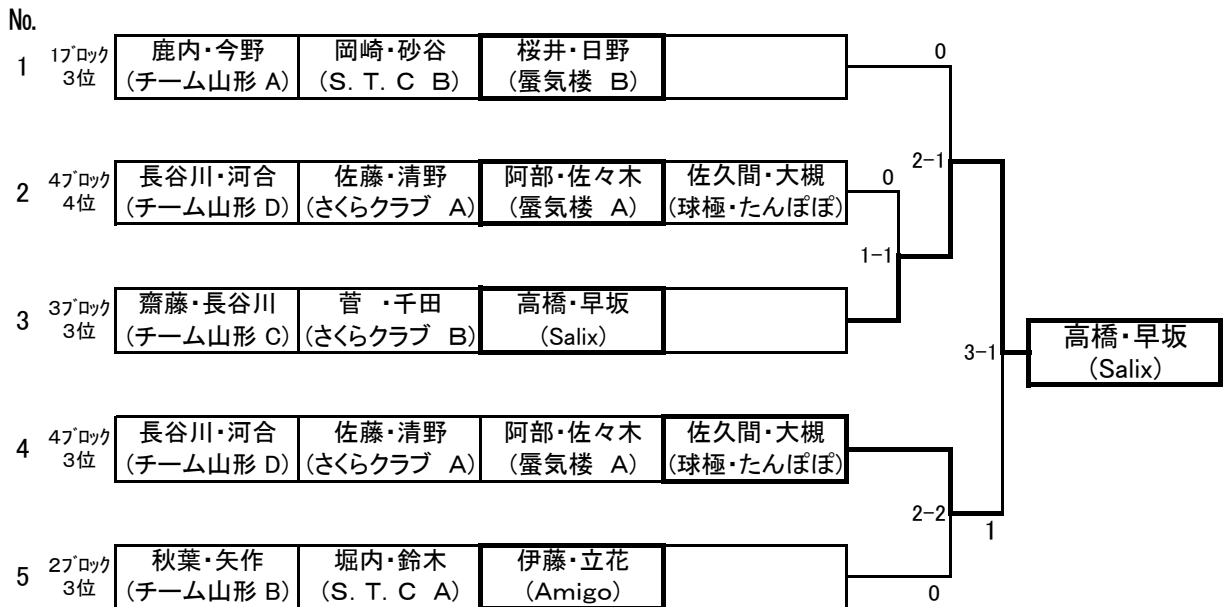 No.
1 1ブロック 3位
鹿内・今野 岡崎・砂谷 桜井・日野
(チーム山形 A) (S. T. C B) (蜃気楼 B)
0
2-1
2 4ブロック 4位
長谷川・河合 佐藤・清野 阿部・佐々木 佐久間・大槻
(チーム山形 D) (さくらクラブ A) (蜃気楼 A) (球極・たんぽぽ)
0
1-1
3 3ブロック 3位
齋藤・長谷川 菅 ・千田 高橋・早坂
(チーム山形 C) (さくらクラブ B) (Salix)
3-1
高橋・早坂
(Salix)
4 4ブロック 3位
長谷川・河合 佐藤・清野 阿部・佐々木 佐久間・大槻
(チーム山形 D) (さくらクラブ A) (蜃気楼 A) (球極・たんぽぽ)
2-2
1
5 2ブロック 3位
秋葉・矢作 堀内・鈴木 伊藤・立花
(チーム山形 B) (S. T. C A) (Amigo)
0